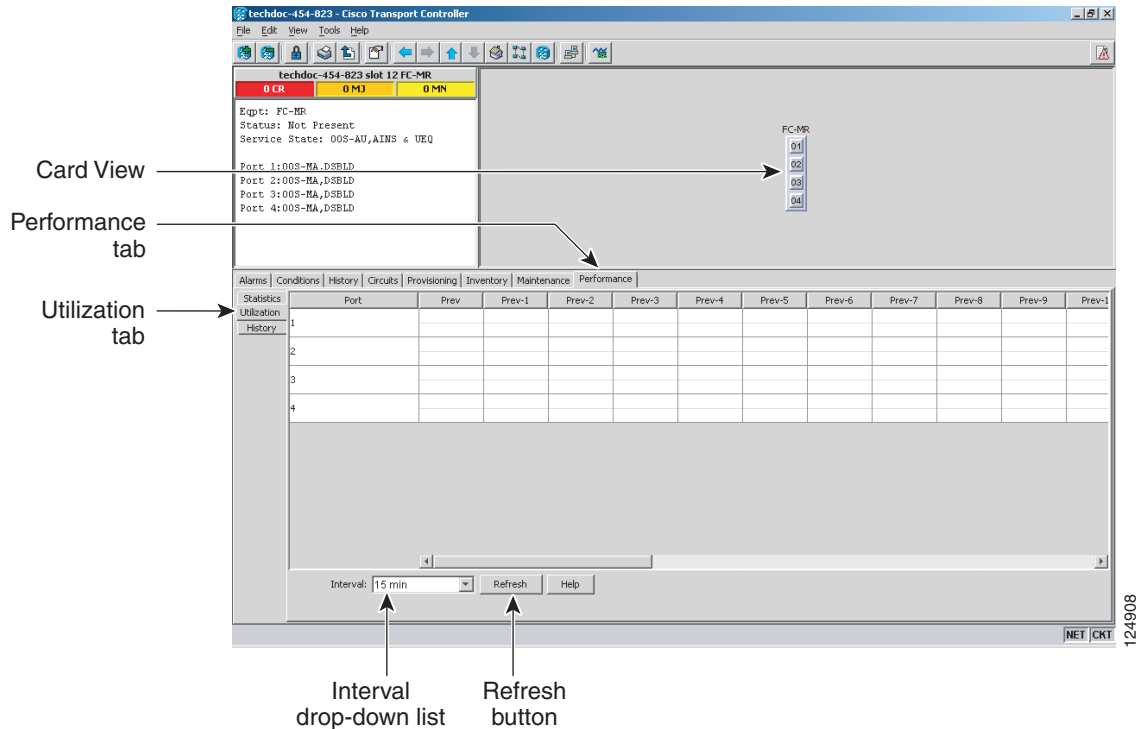 techdoc-454-823 - Cisco Transport Controller
File Edit View Tools Help
techdoc-454-823 slot 12 FC-MR
0 CR 0 MJ 0 MN
Eqpt: FC-MR
Status: Not Present
Service State: OOS-AU,AINS & UEQ
Port 1:OOS-MA,DSBLD
Port 2:OOS-MA,DSBLD
Port 3:OOS-MA,DSBLD
Port 4:OOS-MA,DSBLD
FC-MR
01
02
03
04
Card View
Performance
tab
Utilization
tab
Alarms Conditions History Circuits Provisioning Inventory Maintenance Performance
Statistics
Utilization
History
Port Prev Prev-1 Prev-2 Prev-3 Prev-4 Prev-5 Prev-6 Prev-7 Prev-8 Prev-9 Prev-1
1
2
3
4
Interval: 15 min Refresh Help
NET CKT
124908
Interval
drop-down list
Refresh
button